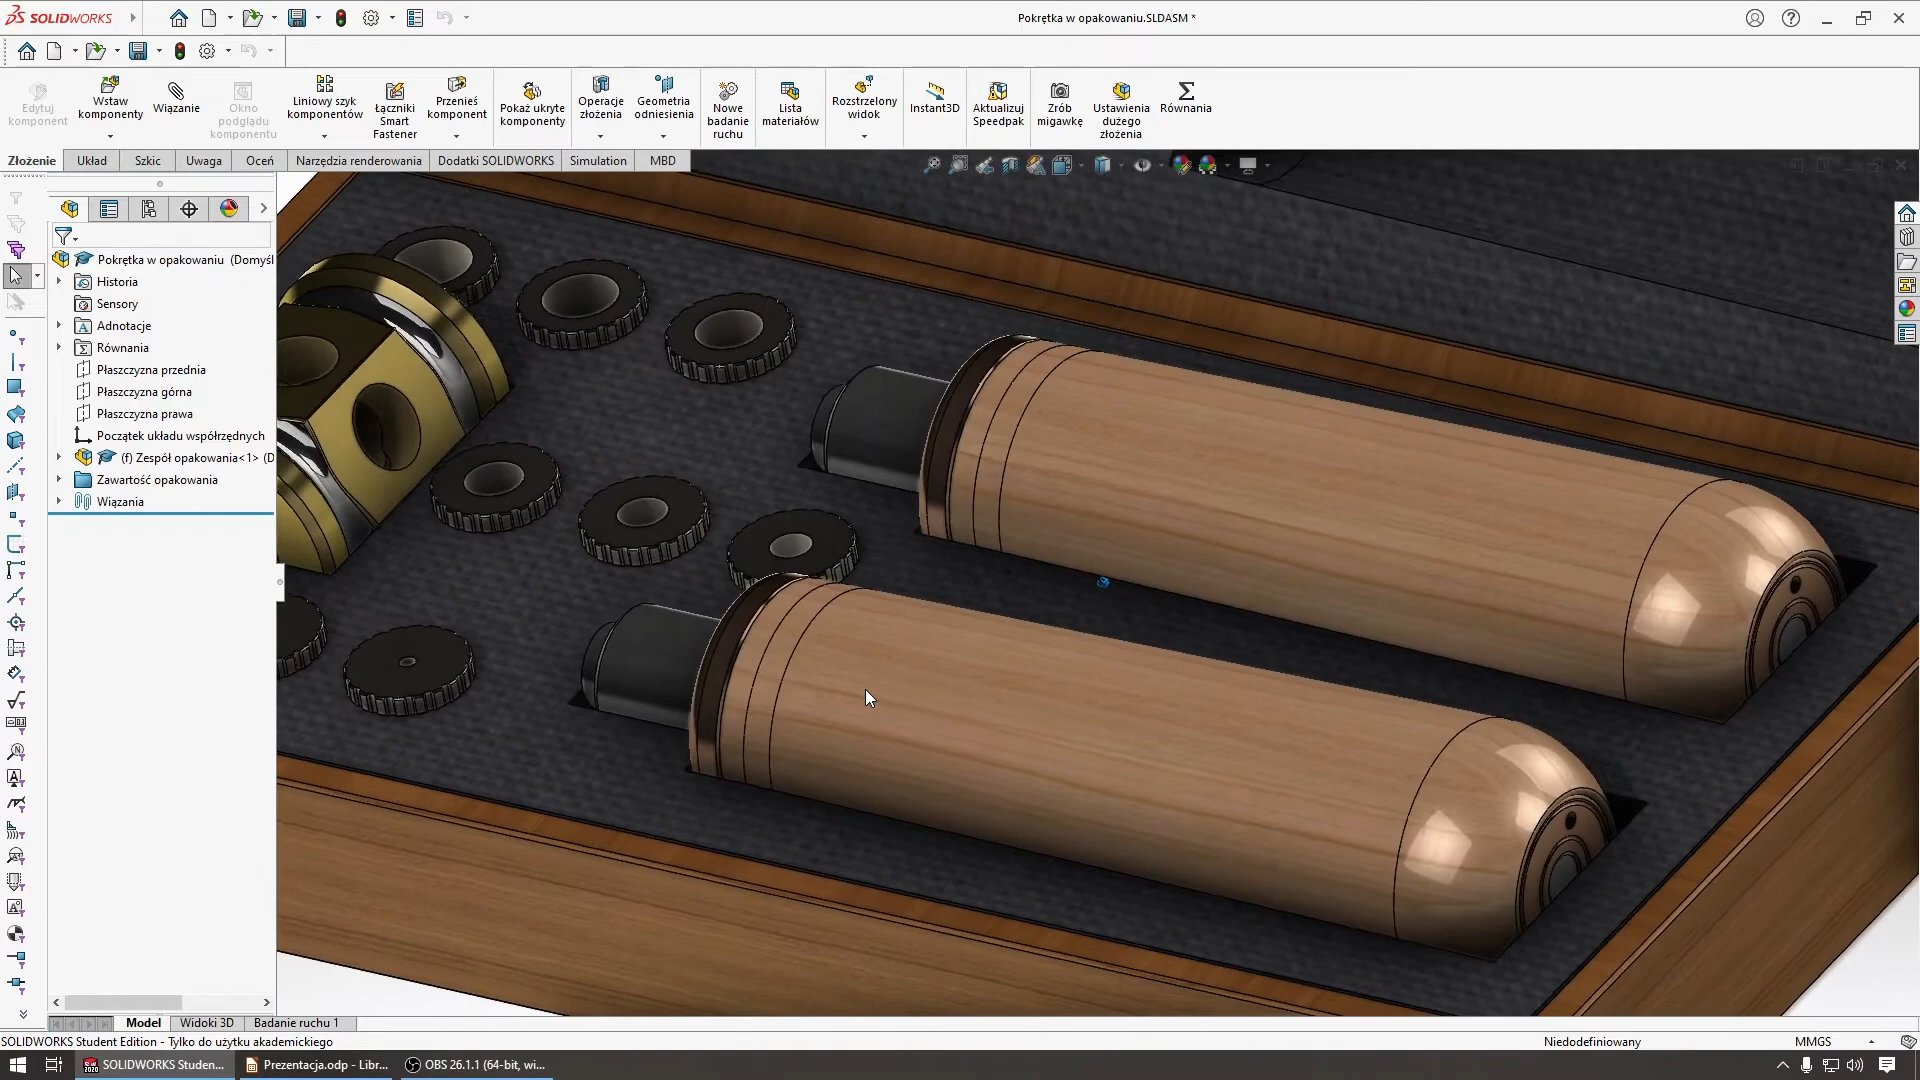 SOLIDWORKS
Pokrętka w opakowaniu.SLDASM *
Edytuj komponent
Wstaw komponenty
Wiązanie
Okno podglądu komponentu
Liniowy szyk komponentów
Łączniki Smart Fastener
Przenieś komponent
Pokaż ukryte komponenty
Operacje złożenia
Geometria odniesienia
Nowe badanie ruchu
Lista materiałów
Rozstrzelony widok
Instant3D
Aktualizuj Speedpak
Zrób migawkę
Ustawienia dużego złożenia
Równania
Złożenie
Układ
Szkic
Uwaga
Oceń
Narzędzia renderowania
Dodatki SOLIDWORKS
Simulation
MBD
Pokrętka w opakowaniu (Domyśl
Historia
Sensory
Adnotacje
Równania
Płaszczyzna przednia
Płaszczyzna górna
Płaszczyzna prawa
Początek układu współrzędnych
(f) Zespół opakowania<1> (D
Zawartość opakowania
Wiązania
Model
Widoki 3D
Badanie ruchu 1
SOLIDWORKS Student Edition - Tylko do użytku akademickiego
Niedodefiniowany
MMGS
SOLIDWORKS Studen...
Prezentacja.odp - Libr...
OBS 26.1.1 (64-bit, wi...